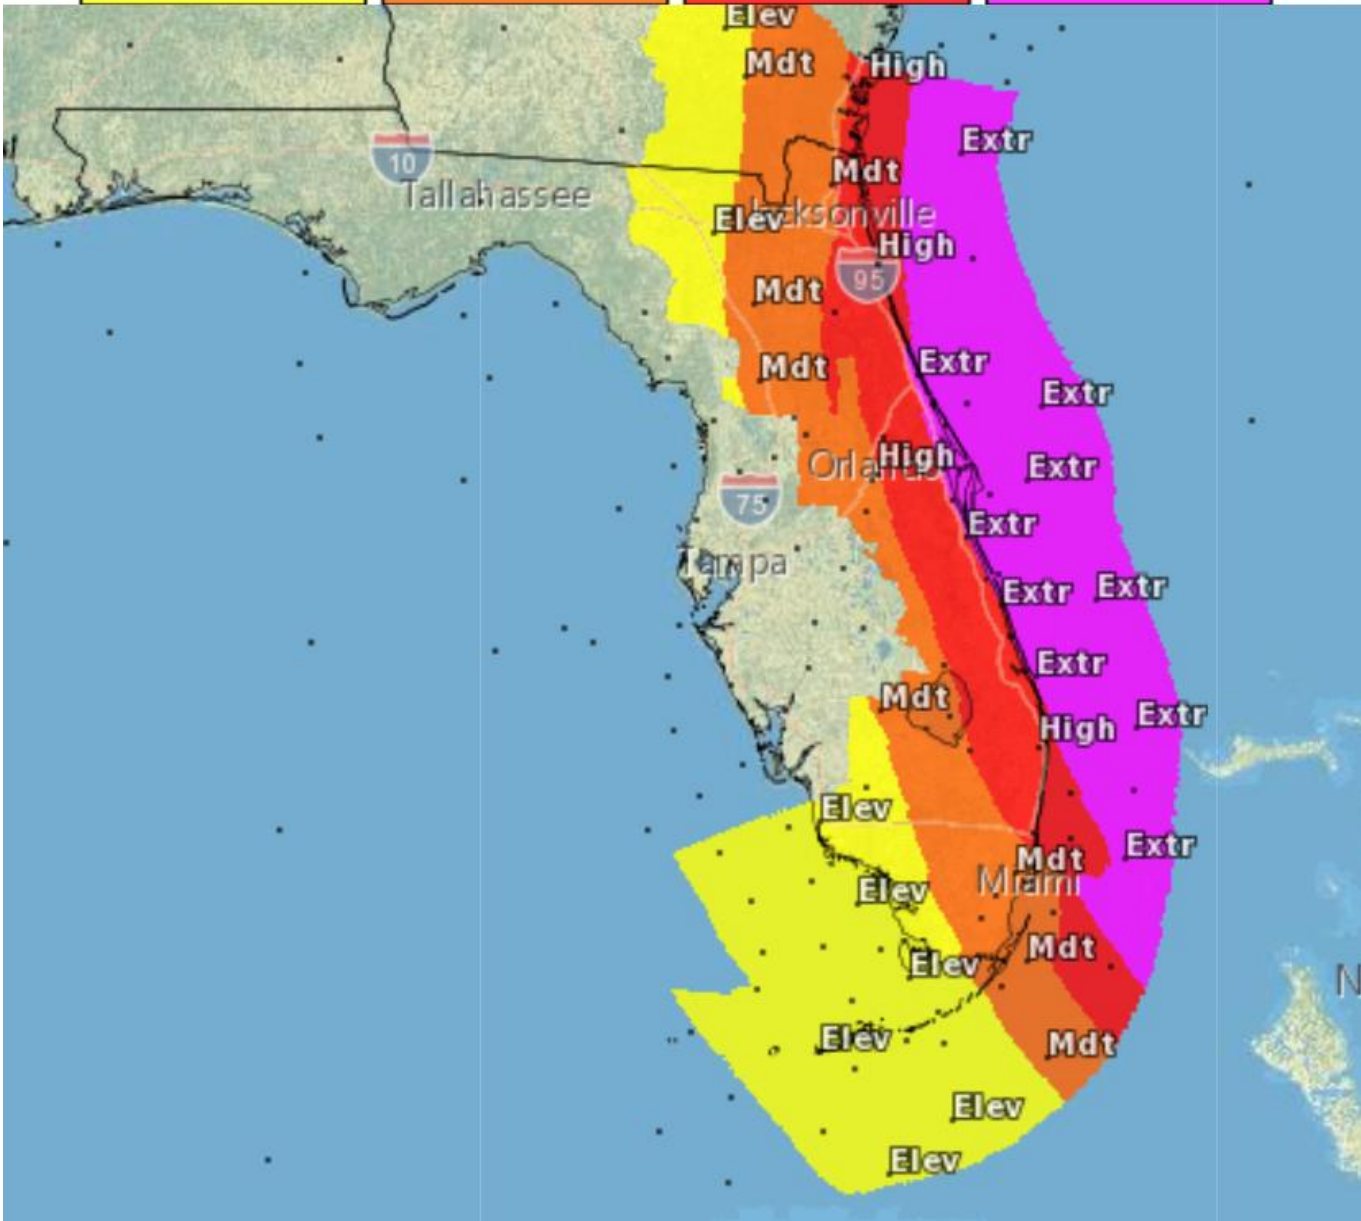 Elev
Mdt
High
Extr
10
Mdt
Tallahassee
Elev
Jacksonville
High
95
Mdt
Extr
Mdt
Extr
High
Orlando
Extr
75
Extr
Tampa
Extr
Extr
Extr
Mdt
Extr
High
Elev
Extr
Mdt
Miami
Elev
Mdt
Elev
N
Elev
Mdt
Elev
Elev